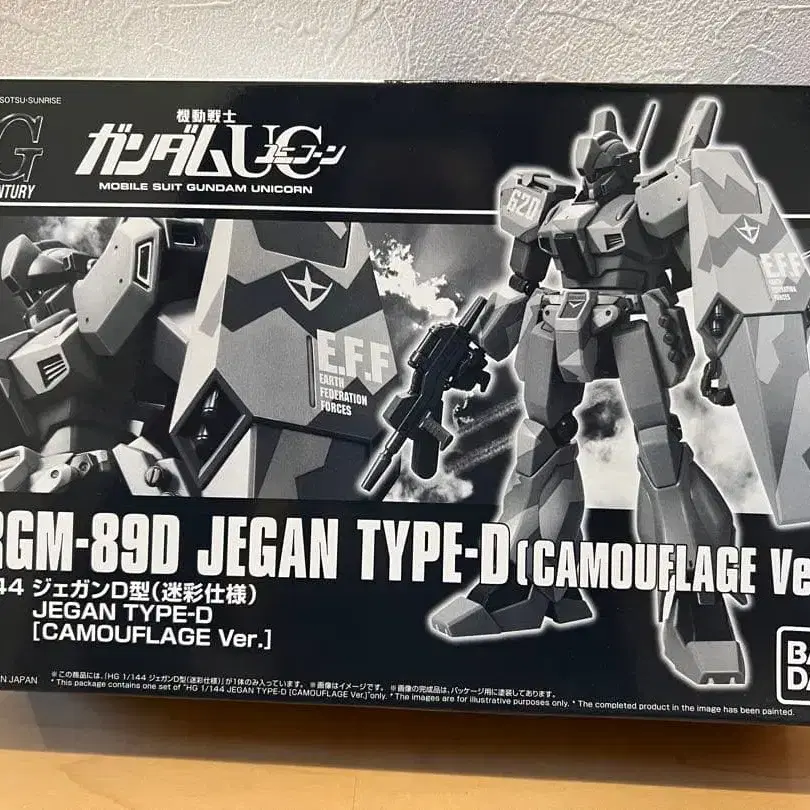 SOTSU・SUNRISE
G
機動戦士
ガンダムUC
ユニコーン
MOBILE SUIT GUNDAM UNICORN
62D
E.F.F
EARTH
FEDERATION
FORCES
E.F.F
EARTH
FEDERATION
FORCES
RGM-89D JEGAN TYPE-D (CAMOUFLAGE Ve
44 ジェガンD型(迷彩仕様)
JEGAN TYPE-D
[CAMOUFLAGE Ver.]
BA
DA
N JAPAN
※この商品には、「HG 1/144 ジェガンD型(迷彩仕様)」が1体のみ入っています。 ※画像はイメージです。 ※画像の完成品は、パッケージ用に塗装してあります。
* This package contains one set of "HG 1/144 JEGAN TYPE-D [CAMOUFLAGE Ver.]"only. * The images are for illustrative purposes only. * The completed product in the image has been painted.